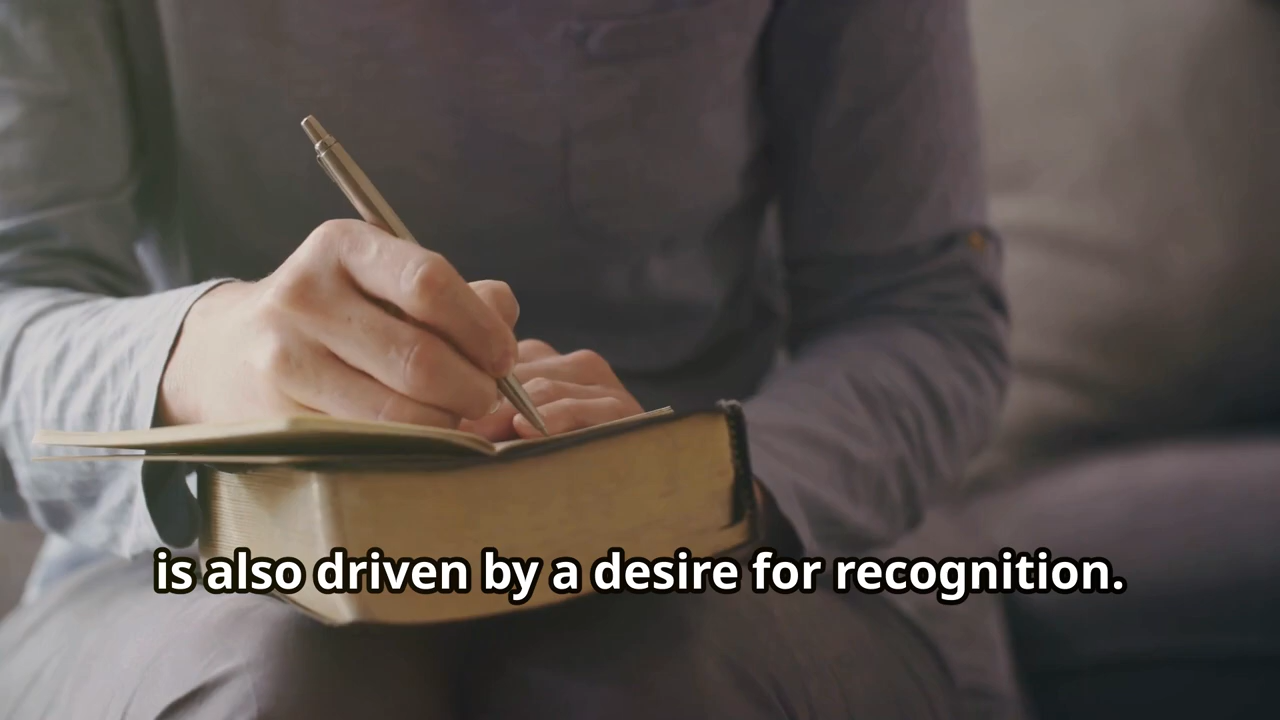 is also driven by a desire for recognition.